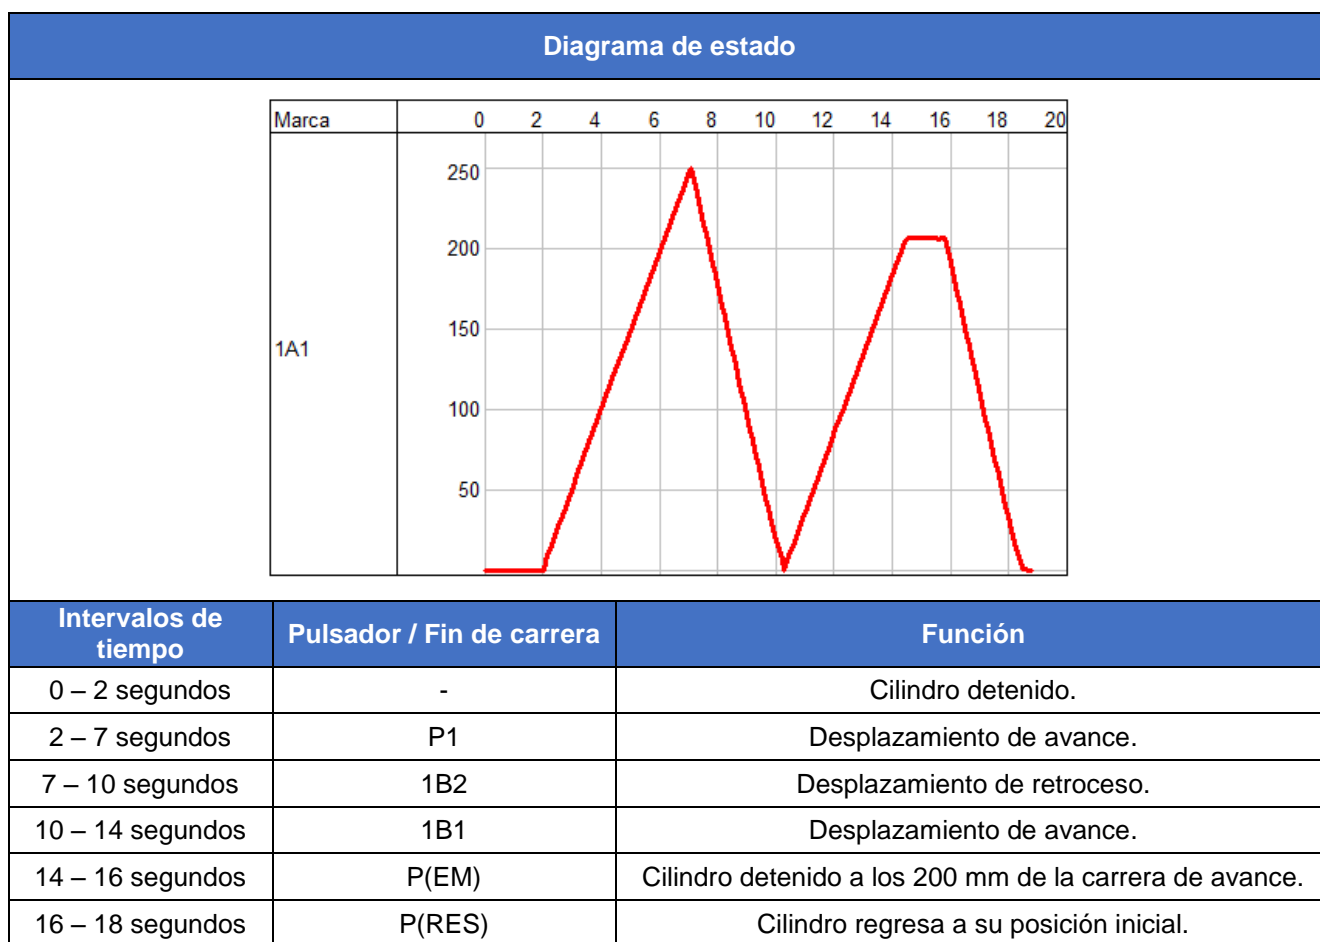 Diagrama de estado
Marca 0 2 4 6 8 10 12 14 16 18 20
250
200
150
1A1
100
50
Intervalos de tiempo Pulsador / Fin de carrera Función
0 – 2 segundos - Cilindro detenido.
2 – 7 segundos P1 Desplazamiento de avance.
7 – 10 segundos 1B2 Desplazamiento de retroceso.
10 – 14 segundos 1B1 Desplazamiento de avance.
14 – 16 segundos P(EM) Cilindro detenido a los 200 mm de la carrera de avance.
16 – 18 segundos P(RES) Cilindro regresa a su posición inicial.